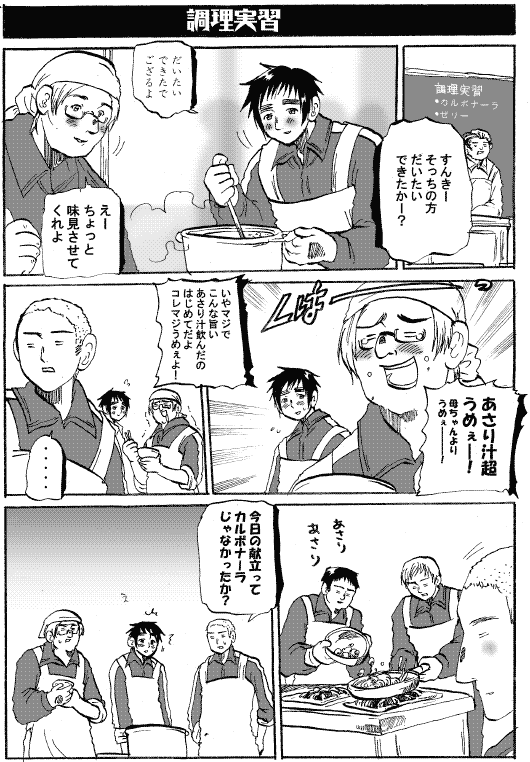 調理実習
調理実習
•カルボナーラ
•ゼリー
すんきー
そっちの方
だいたい
できたかー?
だいたい
できたで
ござるよ
えー
ちょっと
味見させて
くれよ
くぱぁ
あさり汁超
うめぇー!
母ちゃんより
うめぇー!
いやマジで
こんな旨い
あさり汁飲んだの
はじめてだよ
コレマジうめぇよー!
・・・・
あさり
あさり
今日の献立って
カルボナーラ
じゃなかったか?